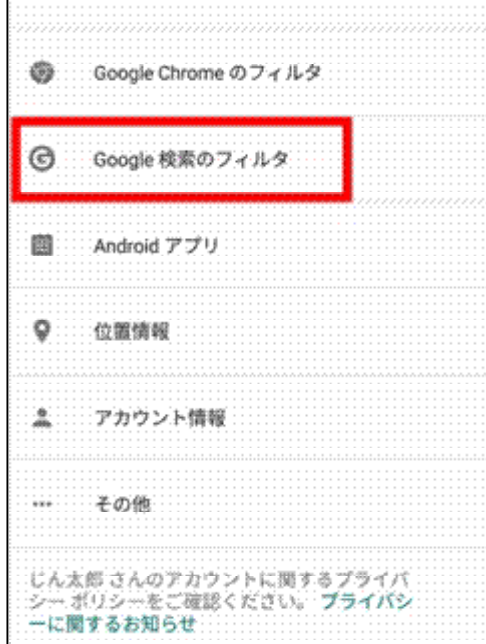 Google Chrome のフィルタ
Google 検索のフィルタ
Android アプリ
位置情報
アカウント情報
その他
じん太郎 さんのアカウントに関するプライバ
シー ポリシーをご確認ください。 プライバシ
ーに関するお知らせ